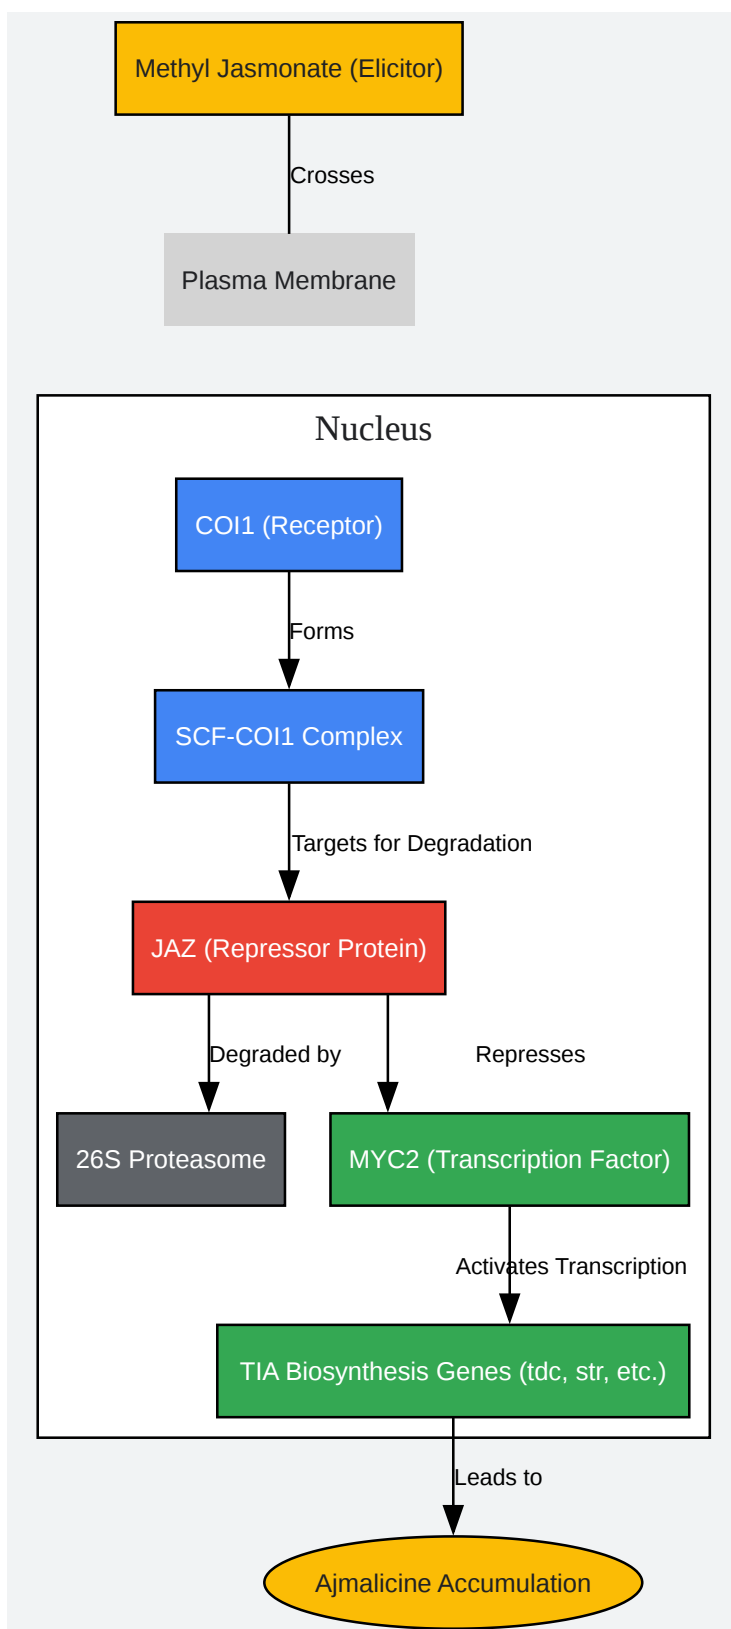 Methyl Jasmonate (Elicitor)
Crosses
Plasma Membrane
Nucleus
COI1 (Receptor)
Forms
SCF-COI1 Complex
Targets for Degradation
JAZ (Repressor Protein)
Degraded by
Represses
26S Proteasome
MYC2 (Transcription Factor)
Activates Transcription
TIA Biosynthesis Genes (tdc, str, etc.)
Leads to
Ajmalicine Accumulation